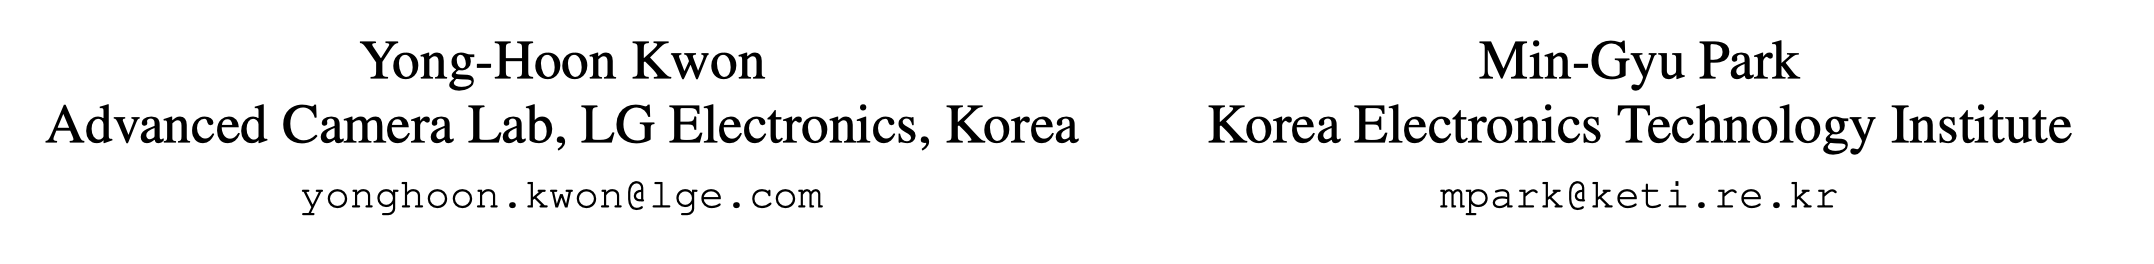 Yong-Hoon Kwon
Advanced Camera Lab, LG Electronics, Korea
yonghoon.kwon@lge.com
Min-Gyu Park
Korea Electronics Technology Institute
mpark@keti.re.kr